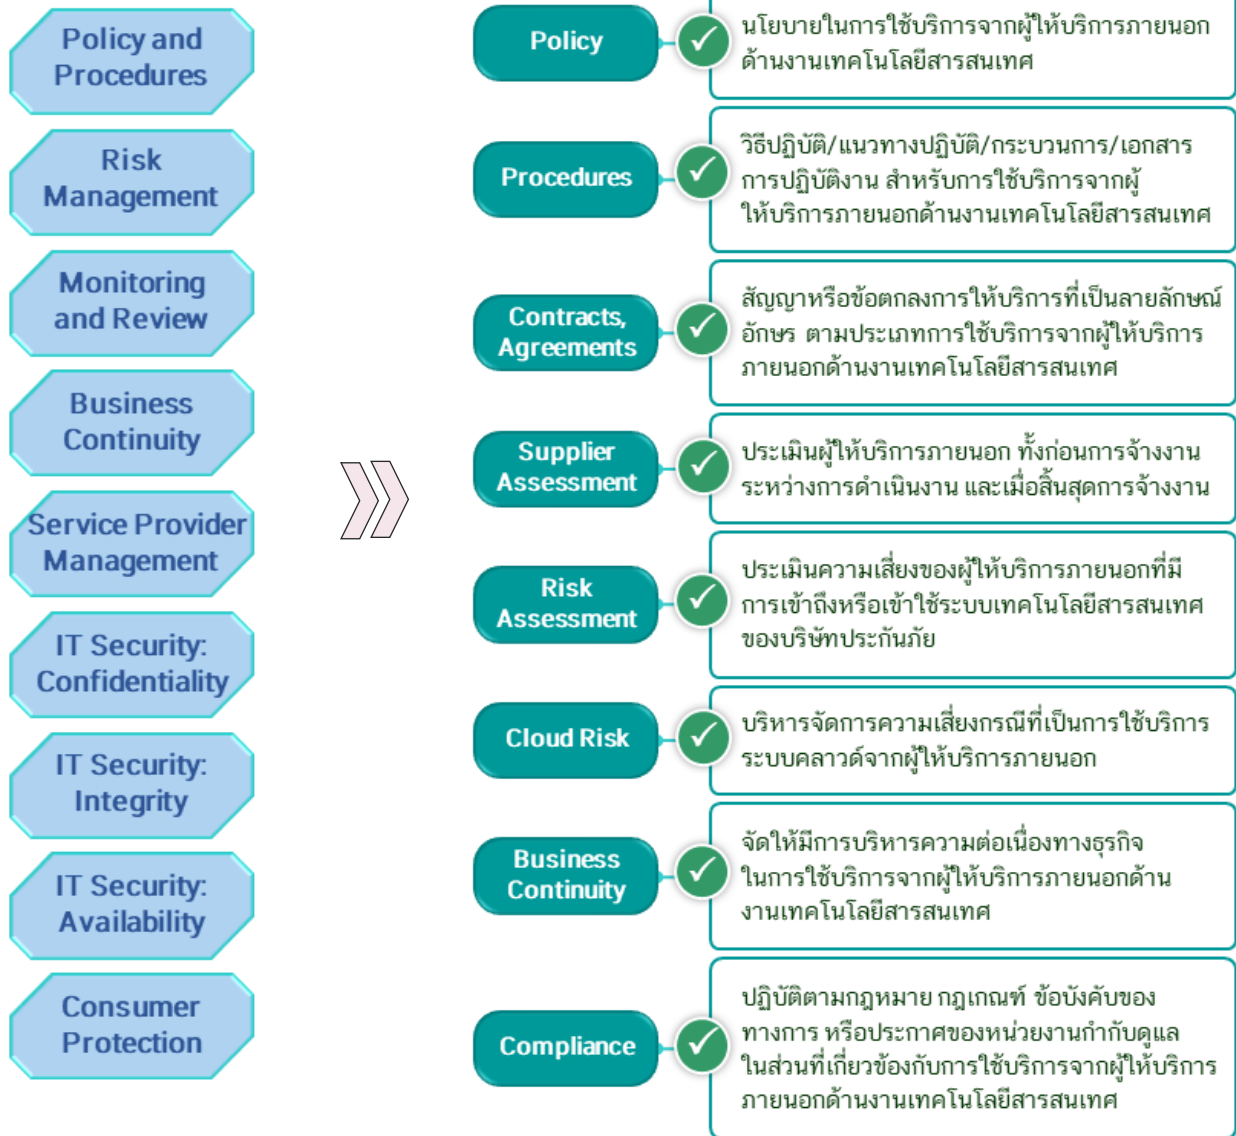 Policy and
Procedures
Risk
Management
Monitoring
and Review
Business
Continuity
Service Provider
Management
IT Security:
Confidentiality
IT Security:
Integrity
IT Security:
Availability
Consumer
Protection
Policy
นโยบายในการใช้บริการจากผู้ให้บริการภายนอก
ด้านงานเทคโนโลยีสารสนเทศ
Procedures
วิธีปฏิบัติ/แนวทางปฏิบัติ/กระบวนการ/เอกสาร
การปฏิบัติงาน สำหรับการใช้บริการจากผู้
ให้บริการภายนอกด้านงานเทคโนโลยีสารสนเทศ
Contracts,
Agreements
สัญญาหรือข้อตกลงการให้บริการที่เป็นลายลักษณ์
อักษร ตามประเภทการใช้บริการจากผู้ให้บริการ
ภายนอกด้านงานเทคโนโลยีสารสนเทศ
Supplier
Assessment
ประเมินผู้ให้บริการภายนอก ทั้งก่อนการจ้างงาน
ระหว่างการดำเนินงาน และเมื่อสิ้นสุดการจ้างงาน
Risk
Assessment
ประเมินความเสี่ยงของผู้ให้บริการภายนอกที่มี
การเข้าถึงหรือเข้าใช้ระบบเทคโนโลยีสารสนเทศ
ของบริษัทประกันภัย
Cloud Risk
บริหารจัดการความเสี่ยงกรณีที่เป็นการใช้บริการ
ระบบคลาวด์จากผู้ให้บริการภายนอก
Business
Continuity
จัดให้มีการบริหารความต่อเนื่องทางธุรกิจ
ในการใช้บริการจากผู้ให้บริการภายนอกด้าน
งานเทคโนโลยีสารสนเทศ
Compliance
ปฏิบัติตามกฎหมาย กฎเกณฑ์ ข้อบังคับของ
ทางการ หรือประกาศของหน่วยงานกำกับดูแล
ในส่วนที่เกี่ยวข้องกับการใช้บริการจากผู้ให้บริการ
ภายนอกด้านงานเทคโนโลยีสารสนเทศ